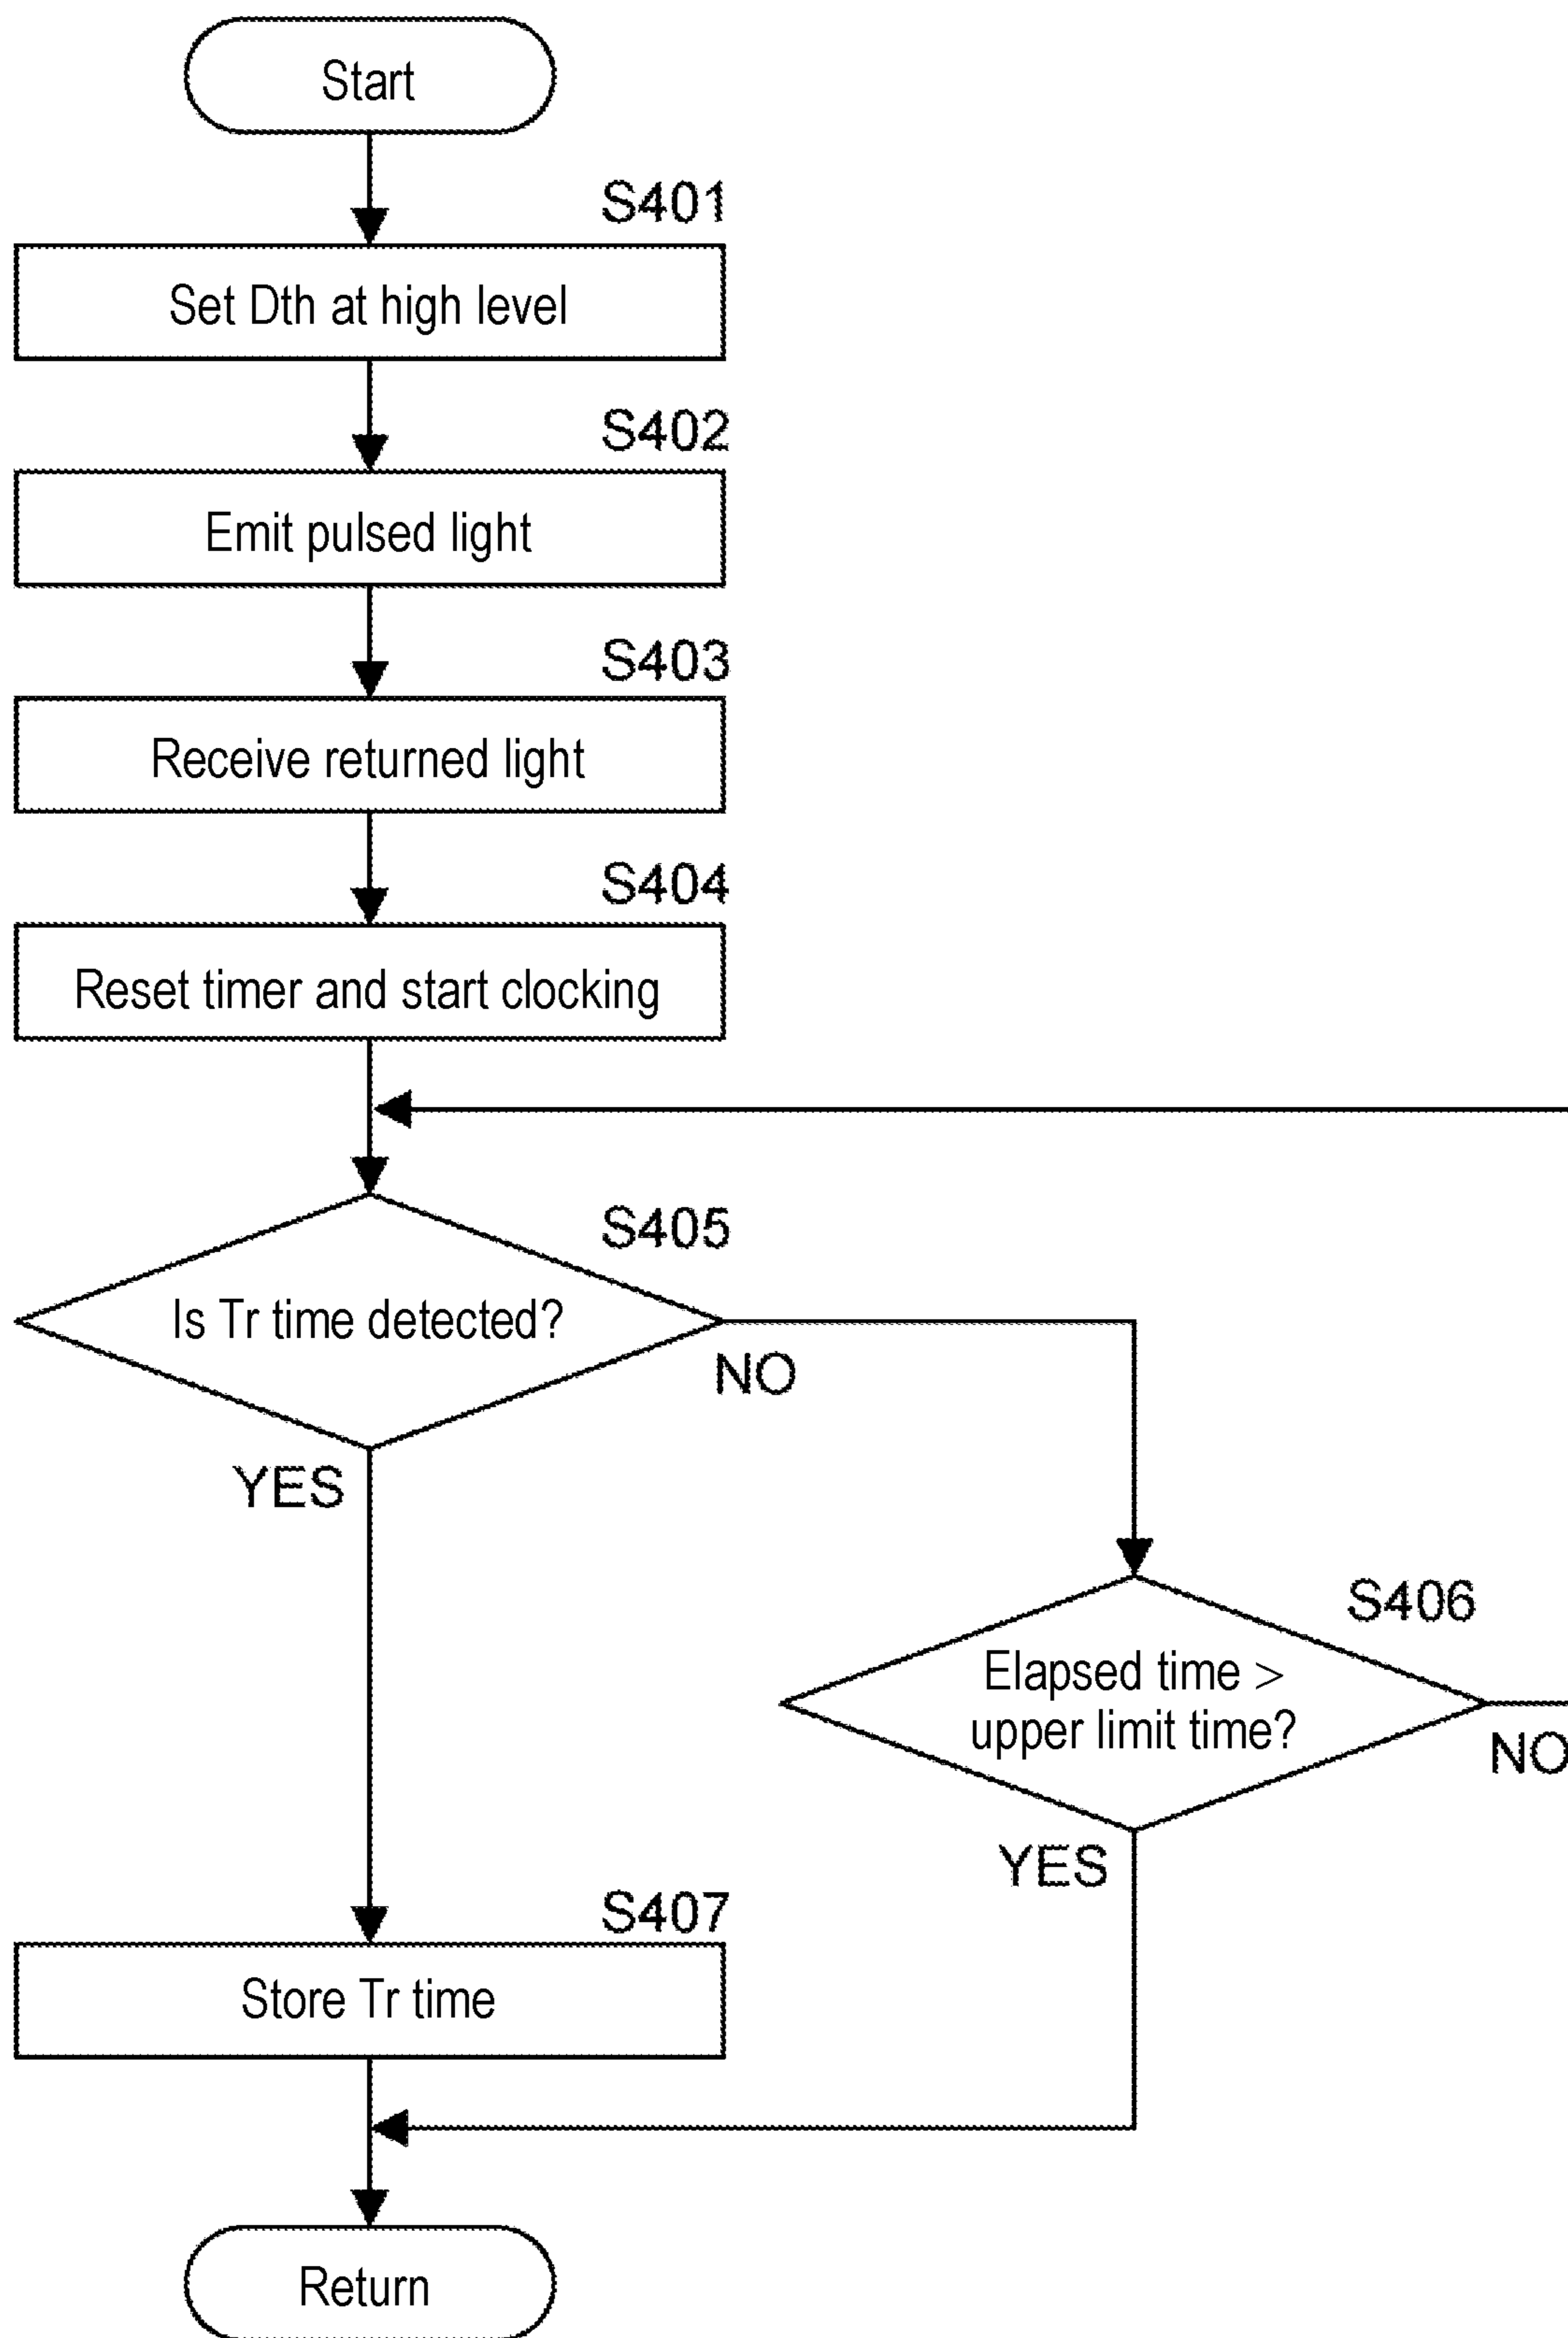 Start
S401
Set Dth at high level
S402
Emit pulsed light
S403
Receive returned light
S404
Reset timer and start clocking
S405
Is Tr time detected?
NO
YES
S406
Elapsed time >
upper limit time?
NO
YES
S407
Store Tr time
Return